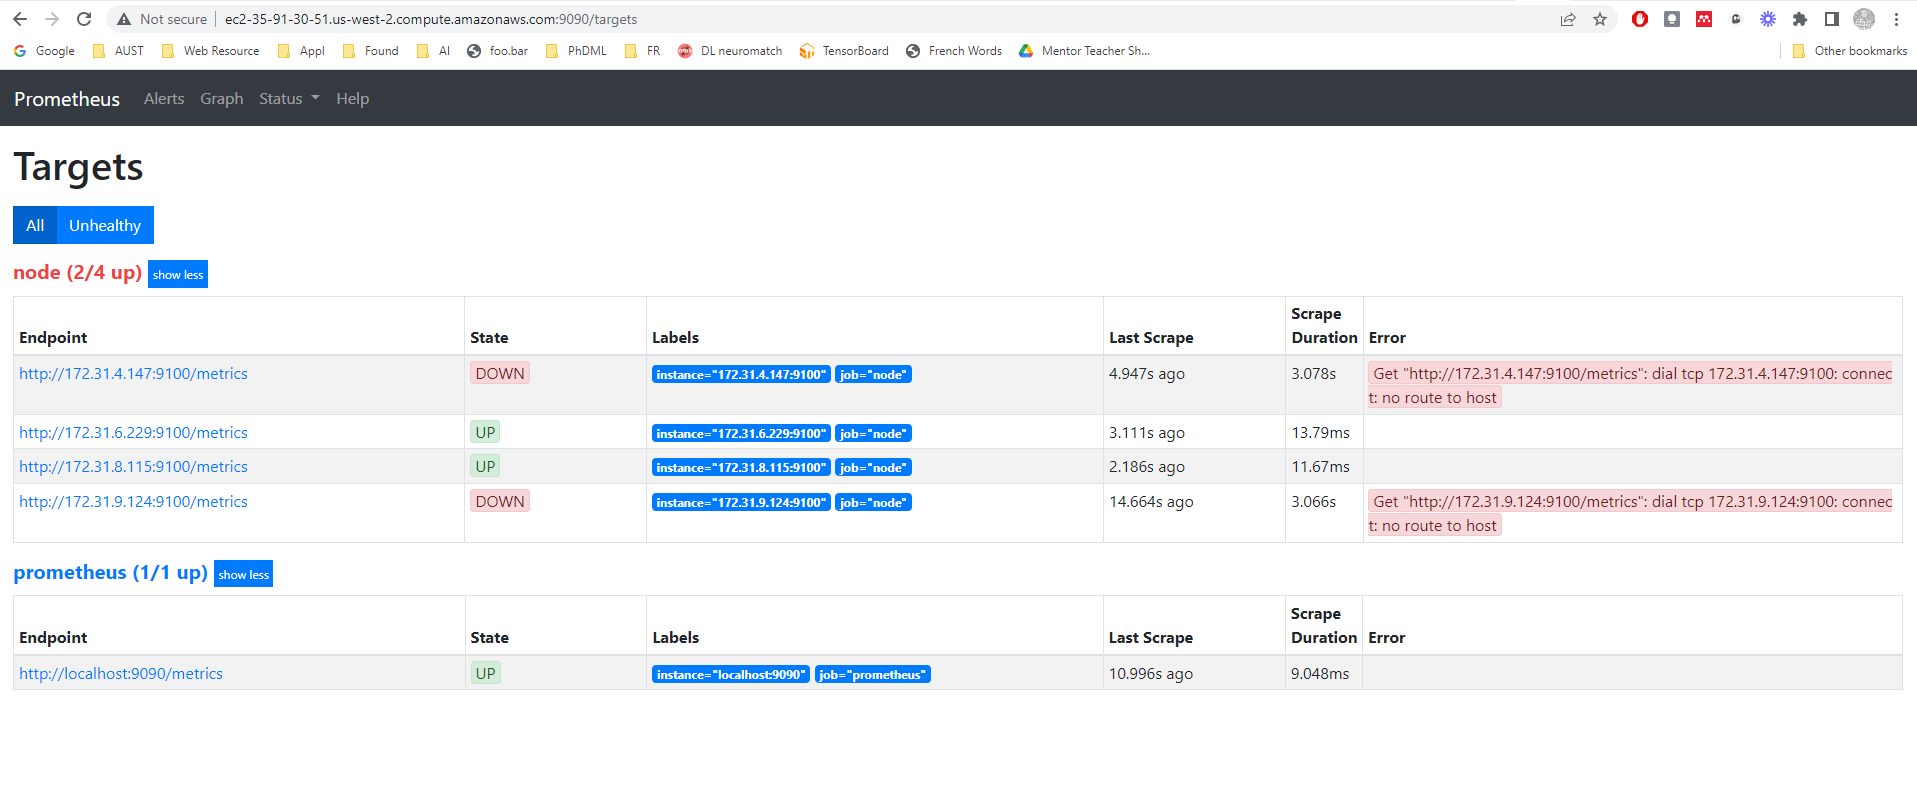 Not secure | ec2-35-91-30-51.us-west-2.compute.amazonaws.com:9090/targets
Google AUST Web Resource Appl Found AI foo.bar PhDML FR DL neuromatch TensorBoard French Words Mentor Teacher Sh... Other bookmarks
Prometheus Alerts Graph Status Help
Targets
All Unhealthy
node (2/4 up) show less
Scrape
Endpoint State Labels Last Scrape Duration Error
http://172.31.4.147:9100/metrics DOWN instance="172.31.4.147:9100" job="node" 4.947s ago 3.078s Get "http://172.31.4.147:9100/metrics": dial tcp 172.31.4.147:9100: connec
t: no route to host
http://172.31.6.229:9100/metrics UP instance="172.31.6.229:9100" job="node" 3.111s ago 13.79ms
http://172.31.8.115:9100/metrics UP instance="172.31.8.115:9100" job="node" 2.186s ago 11.67ms
http://172.31.9.124:9100/metrics DOWN instance="172.31.9.124:9100" job="node" 14.664s ago 3.066s Get "http://172.31.9.124:9100/metrics": dial tcp 172.31.9.124:9100: connec
t: no route to host
prometheus (1/1 up) show less
Scrape
Endpoint State Labels Last Scrape Duration Error
http://localhost:9090/metrics UP instance="localhost:9090" job="prometheus" 10.996s ago 9.048ms